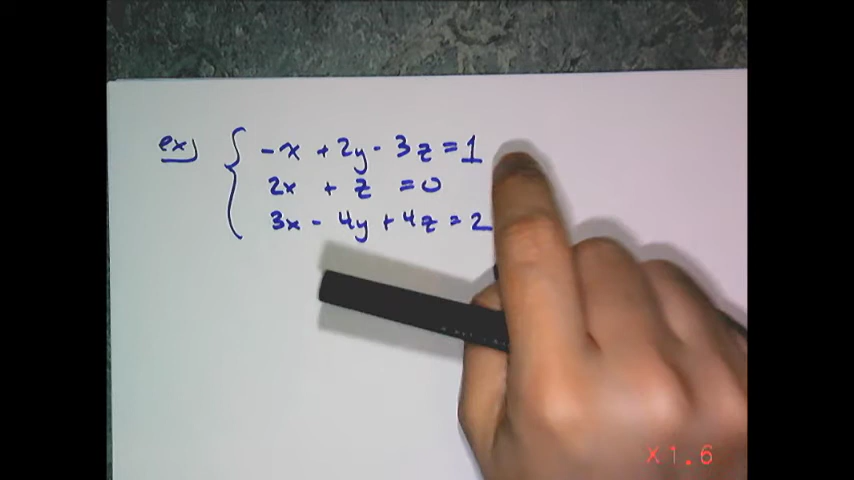 ex)
-x + 2y - 3z = 1
2x + z = 0
3x - 4y + 4z = 2
x1.6